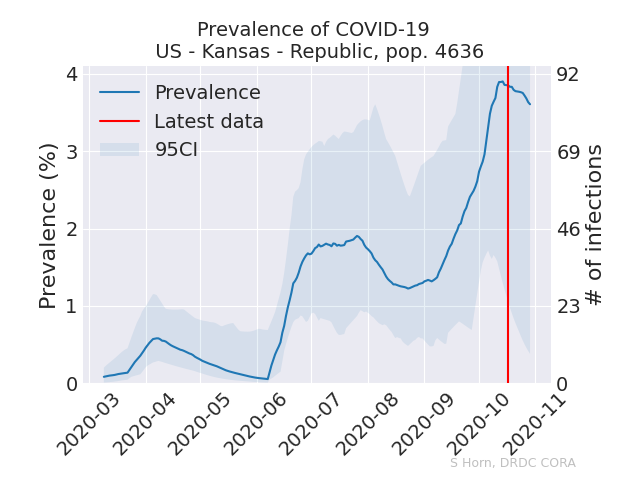 Prevalence of COVID-19
US - Kansas - Republic, pop. 4636
Prevalence
Latest data
95CI
Prevalence (%)
4
3
2
1
0
92
69
46
23
0
# of infections
2020-03
2020-04
2020-05
2020-06
2020-07
2020-08
2020-09
2020-10
2020-11
S Horn, DRDC CORA